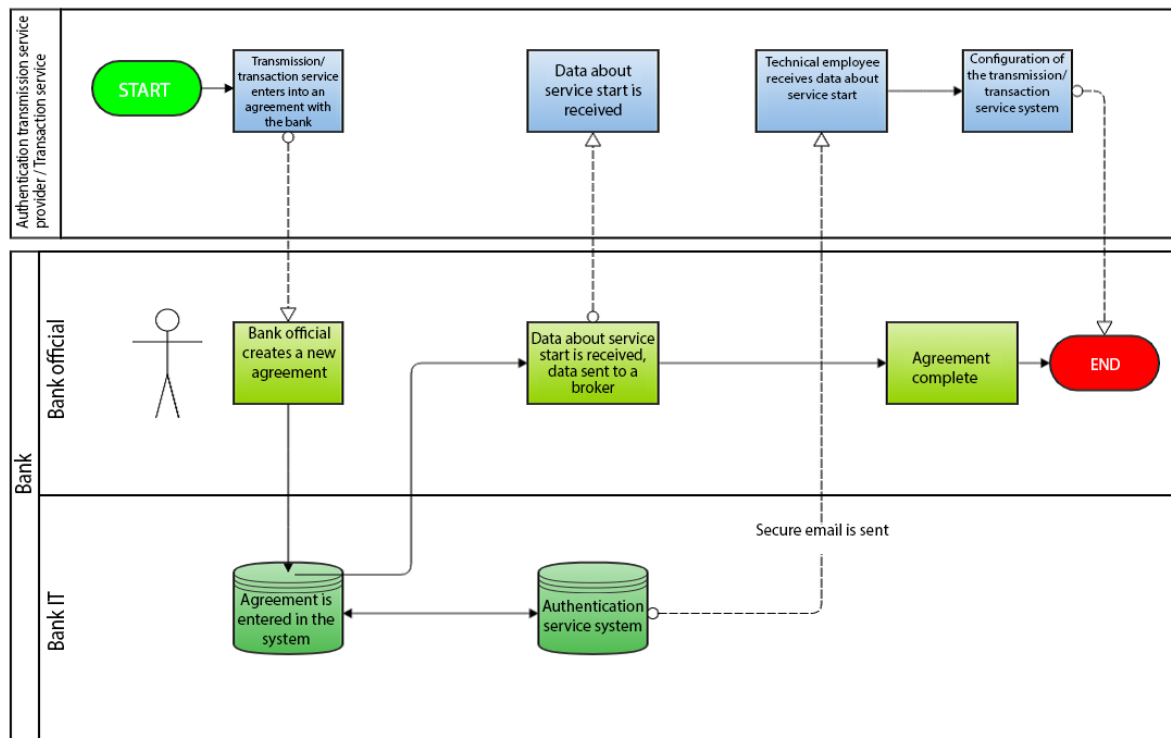 Authentication transmission service
provider / Transaction service
START
Transmission/
transaction service
enters into an
agreement with
the bank
Data about
service start is
received
Technical employee
receives data about
service start
Configuration of
the transmission/
transaction
service system
Bank
Bank official
Bank official
creates a new
agreement
Data about service
start is received,
data sent to a
broker
Agreement
complete
END
Bank IT
Agreement is
entered in the
system
Authentication
service system
Secure email is sent